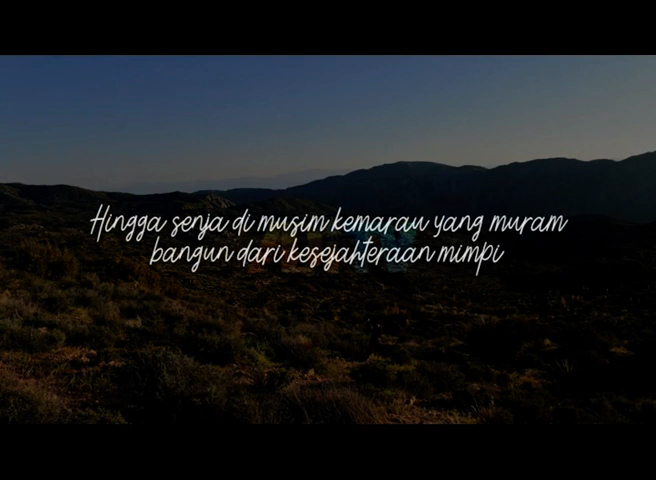 Hingga senja di musim kemarau yang muram
bangun dari kesejahteraan mimpi